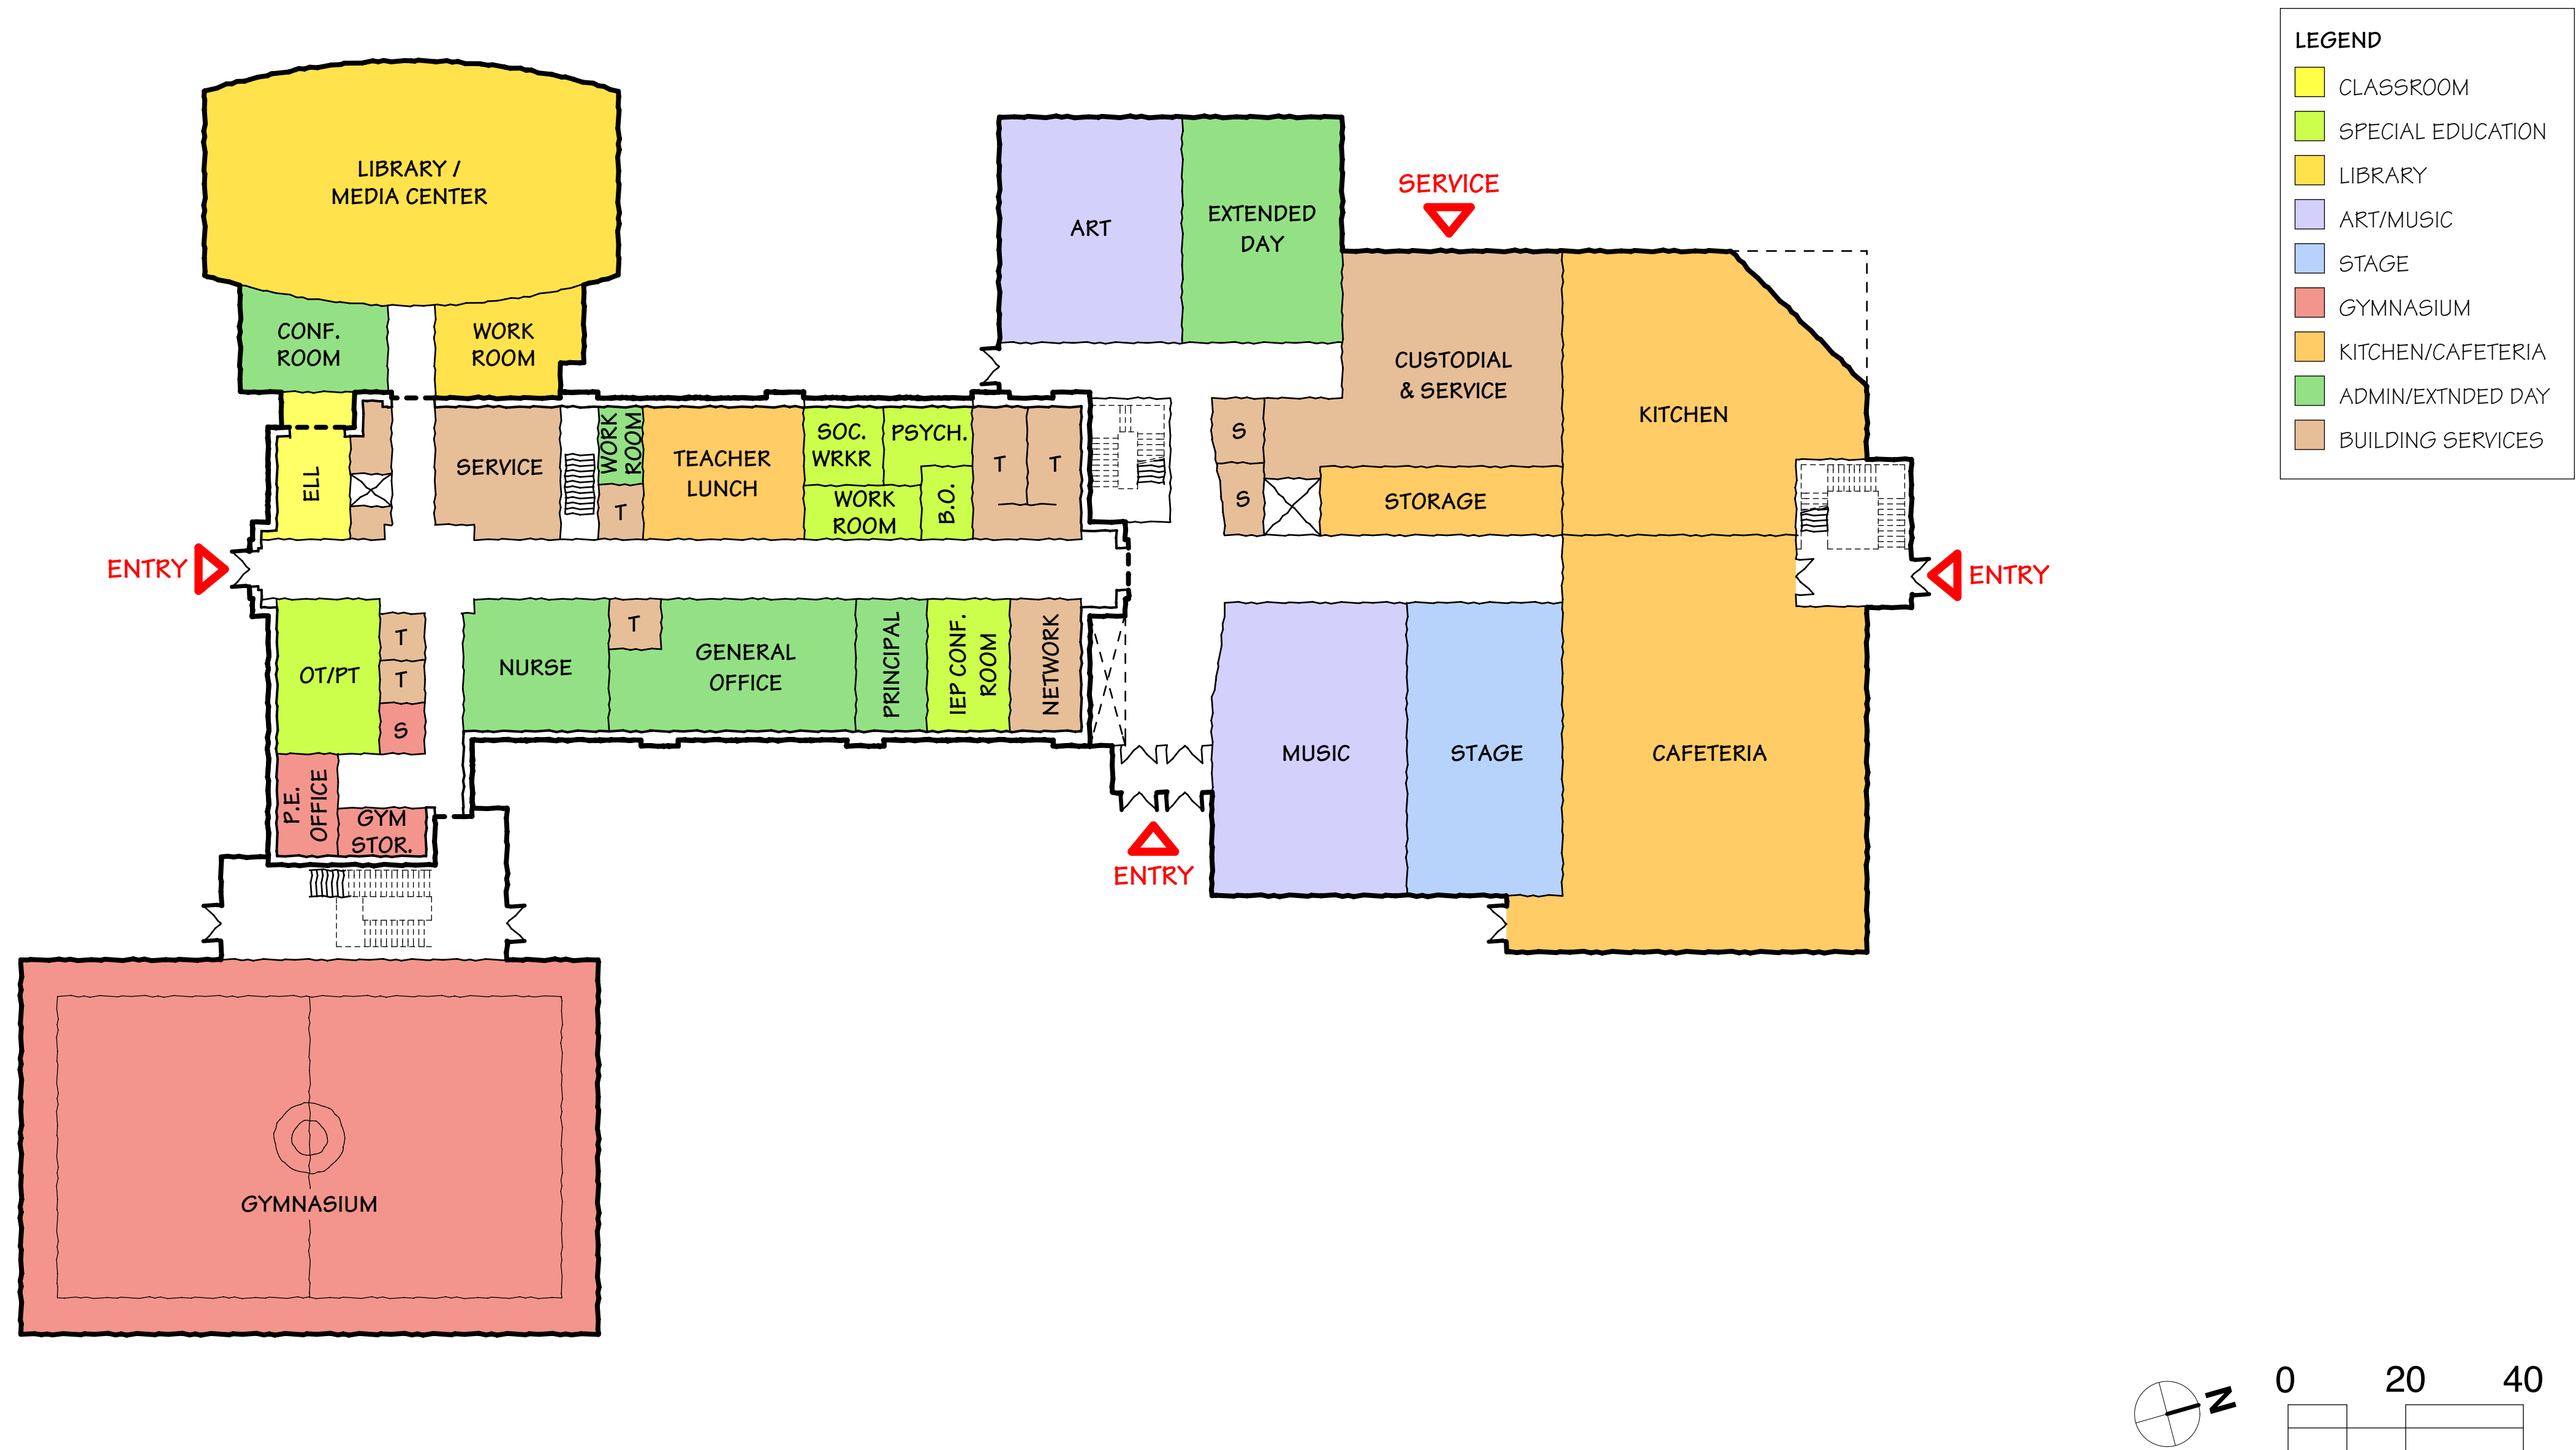 LEGEND
CLASSROOM
SPECIAL EDUCATION
LIBRARY
ART/MUSIC
STAGE
GYMNASIUM
KITCHEN/CAFETERIA
ADMIN/EXTNDED DAY
BUILDING SERVICES
LIBRARY /
MEDIA CENTER
CONF.
ROOM
WORK
ROOM
ART
EXTENDED
DAY
SERVICE
CUSTODIAL
& SERVICE
KITCHEN
ELL
SERVICE
WORK
ROOM
T
TEACHER
LUNCH
SOC.
WRKR
PSYCH.
WORK
ROOM
B.O.
T
T
S
S
STORAGE
ENTRY
ENTRY
OT/PT
T
T
S
NURSE
T
GENERAL
OFFICE
PRINCIPAL
IEP CONF.
ROOM
NETWORK
MUSIC
STAGE
CAFETERIA
P.E.
OFFICE
GYM
STOR.
ENTRY
GYMNASIUM
N
0 20 40